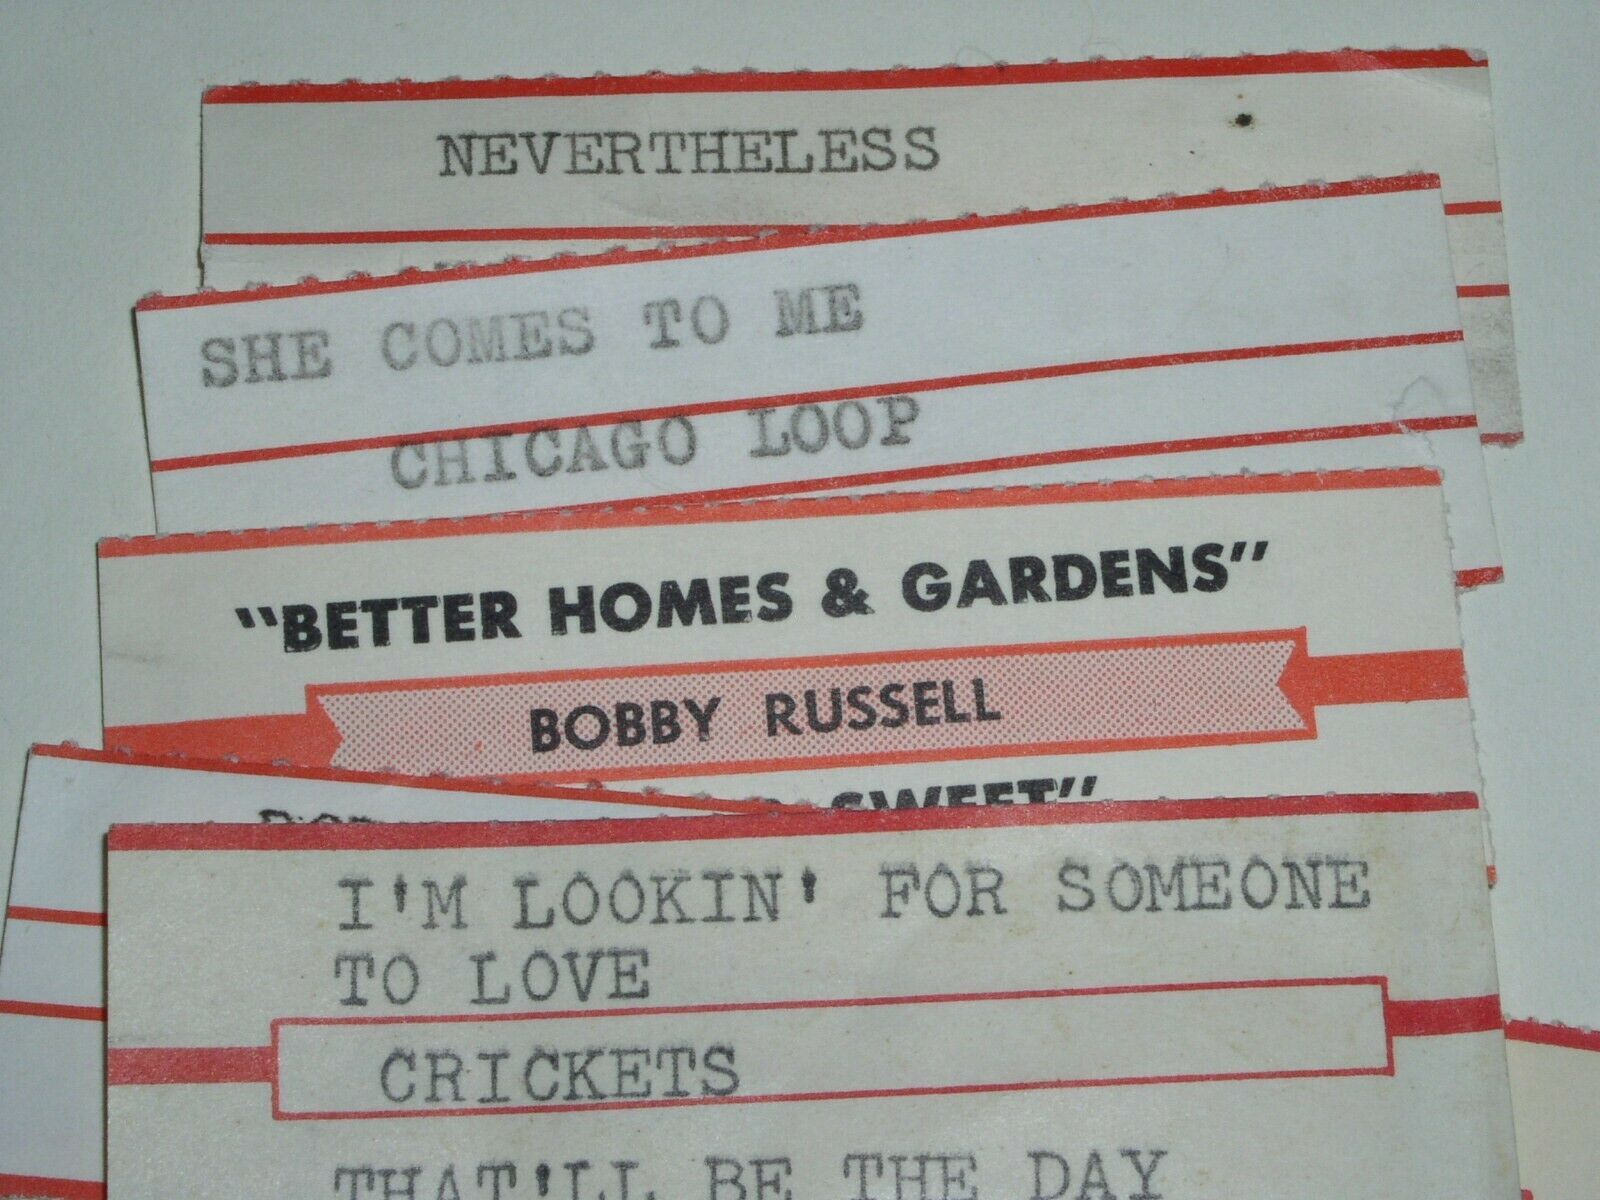 NEVERTHELESS
SHE COMES TO ME
CHICAGO LOOP
"BETTER HOMES & GARDENS"
BOBBY RUSSELL
SWEET"
I'M LOOKIN' FOR SOMEONE
TO LOVE
CRICKETS
THAT'LL BE THE DAY